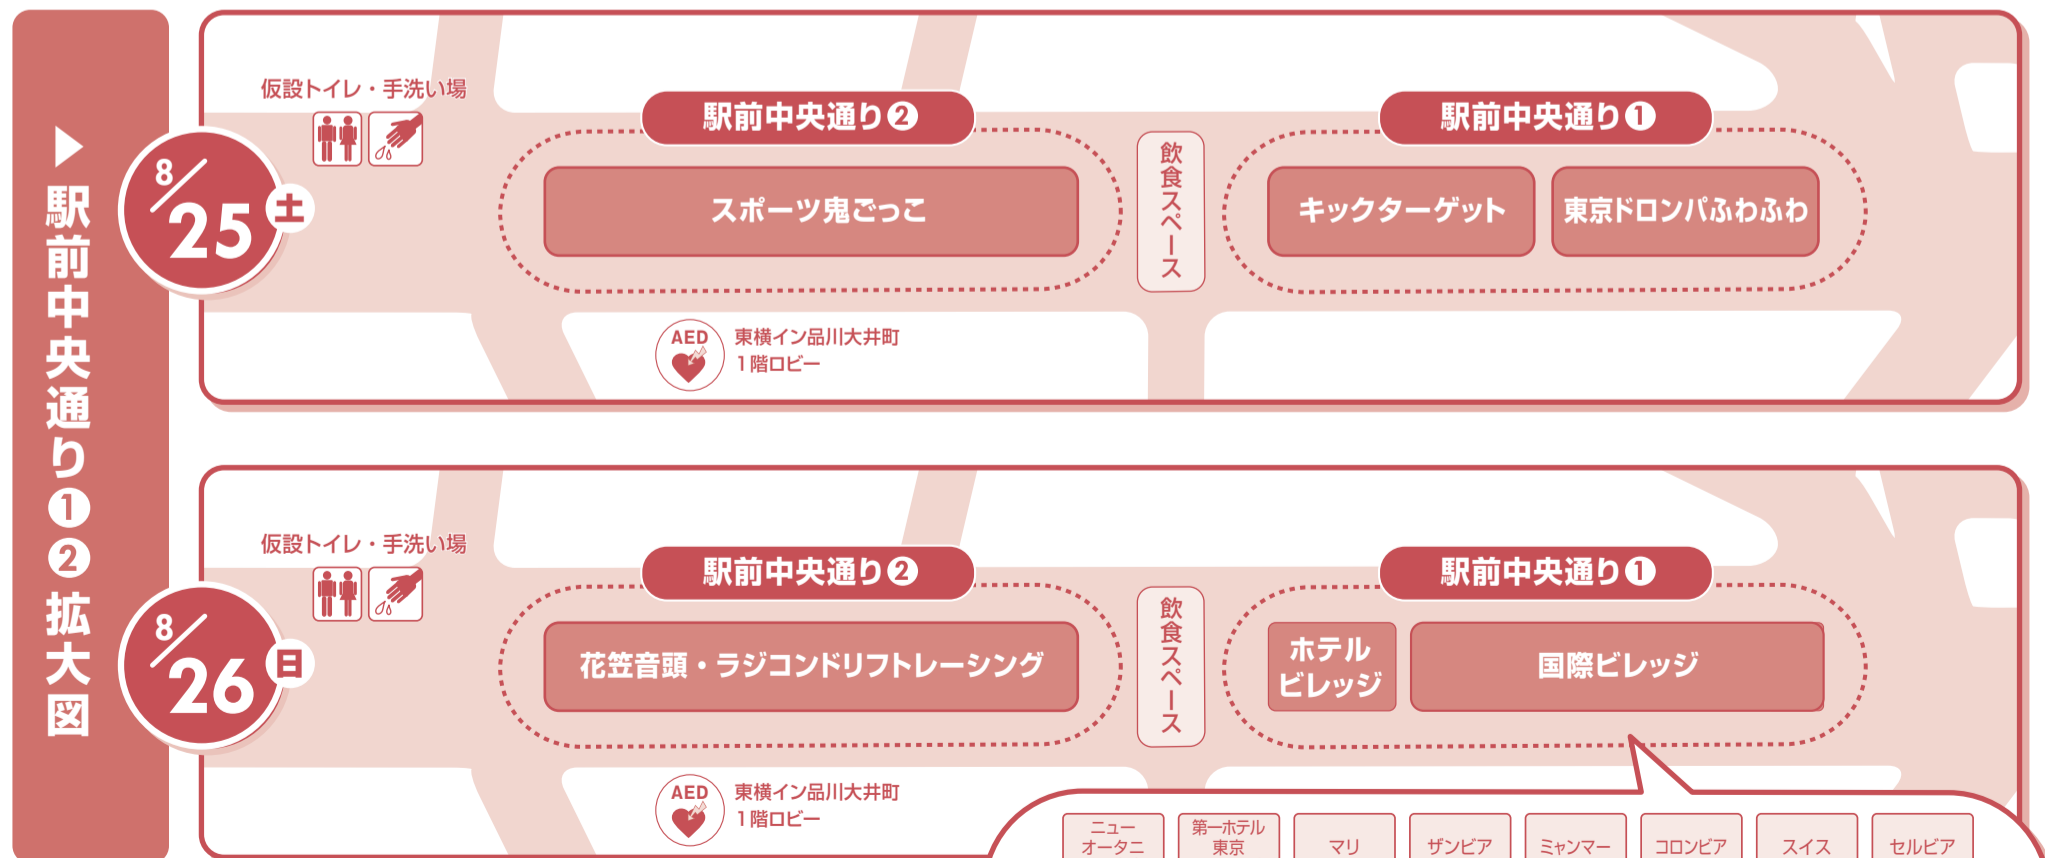 駅前中央通り❶❷拡大図
8/25 土
仮設トイレ・手洗い場
駅前中央通り❷
スポーツ鬼ごっこ
飲食スペース
駅前中央通り❶
キックターゲット
東京ドロンパふわふわ
AED
東横イン品川大井町
1階ロビー
8/26 日
仮設トイレ・手洗い場
駅前中央通り❷
花笠音頭・ラジコンドリフトレーシング
飲食スペース
駅前中央通り❶
ホテル
ビレッジ
国際ビレッジ
AED
東横イン品川大井町
1階ロビー
ニュー
オータニ
第一ホテル
東京
マリ
ザンビア
ミャンマー
コロンビア
スイス
セルビア